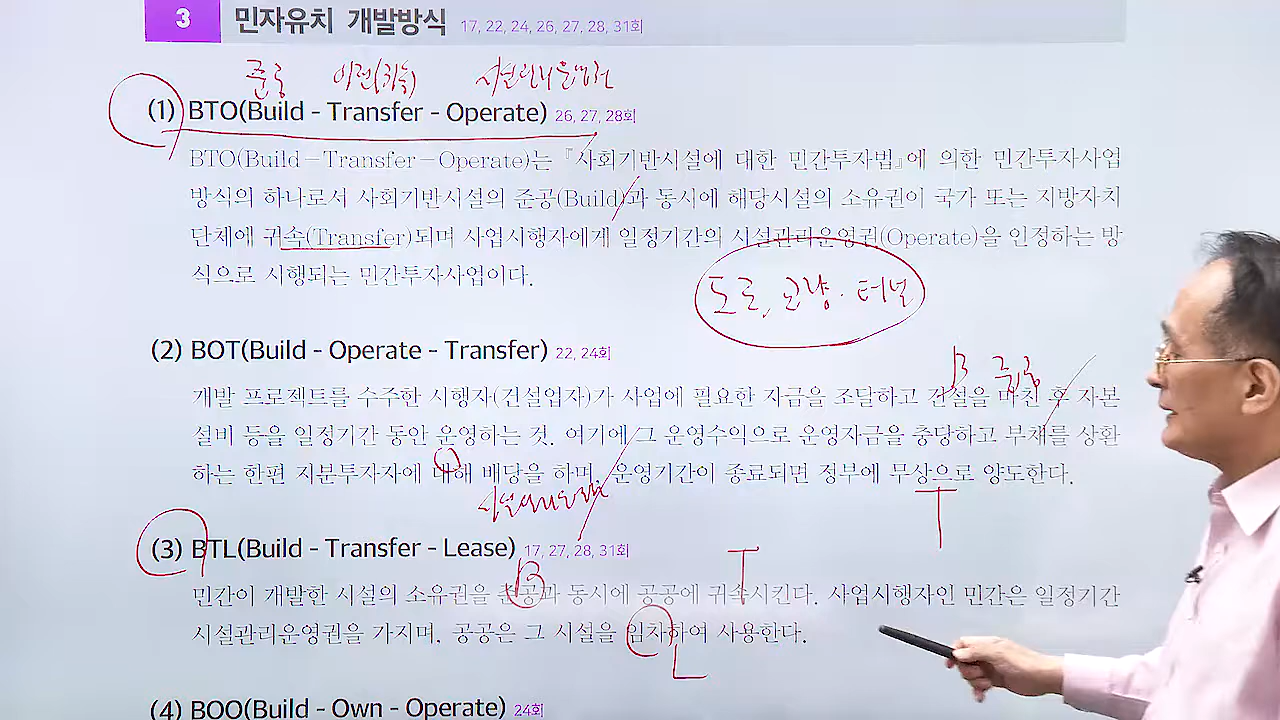 3 민자유치 개발방식 17, 22, 24, 26, 27, 28, 31회
준공 이전(귀속) 시설관리운영권
(1) BTO(Build - Transfer - Operate) 26, 27, 28회
BTO(Build-Transfer-Operate)는 『사회기반시설에 대한 민간투자법』에 의한 민간투자사업
방식의 하나로서 사회기반시설의 준공(Build)과 동시에 해당시설의 소유권이 국가 또는 지방자치
단체에 귀속(Transfer)되며 사업시행자에게 일정기간의 시설관리운영권(Operate)을 인정하는 방
식으로 시행되는 민간투자사업이다.
도로, 교량·터널
(2) BOT(Build - Operate - Transfer) 22, 24회
B 준공
개발 프로젝트를 수주한 시행자(건설업자)가 사업에 필요한 자금을 조달하고 건설을 마친 후 자본
설비 등을 일정기간 동안 운영하는 것. 여기에 그 운영수익으로 운영자금을 충당하고 부채를 상환
하는 한편 지분투자자에 대해 배당을 하며, 운영기간이 종료되면 정부에 무상으로 양도한다.
T
(3) BTL(Build - Transfer - Lease) 17, 27, 28, 31회
B T
민간이 개발한 시설의 소유권을 준공과 동시에 공공에 귀속시킨다. 사업시행자인 민간은 일정기간
시설관리운영권을 가지며, 공공은 그 시설을 임차하여 사용한다.
L
(4) BOO(Build - Own - Operate) 24회